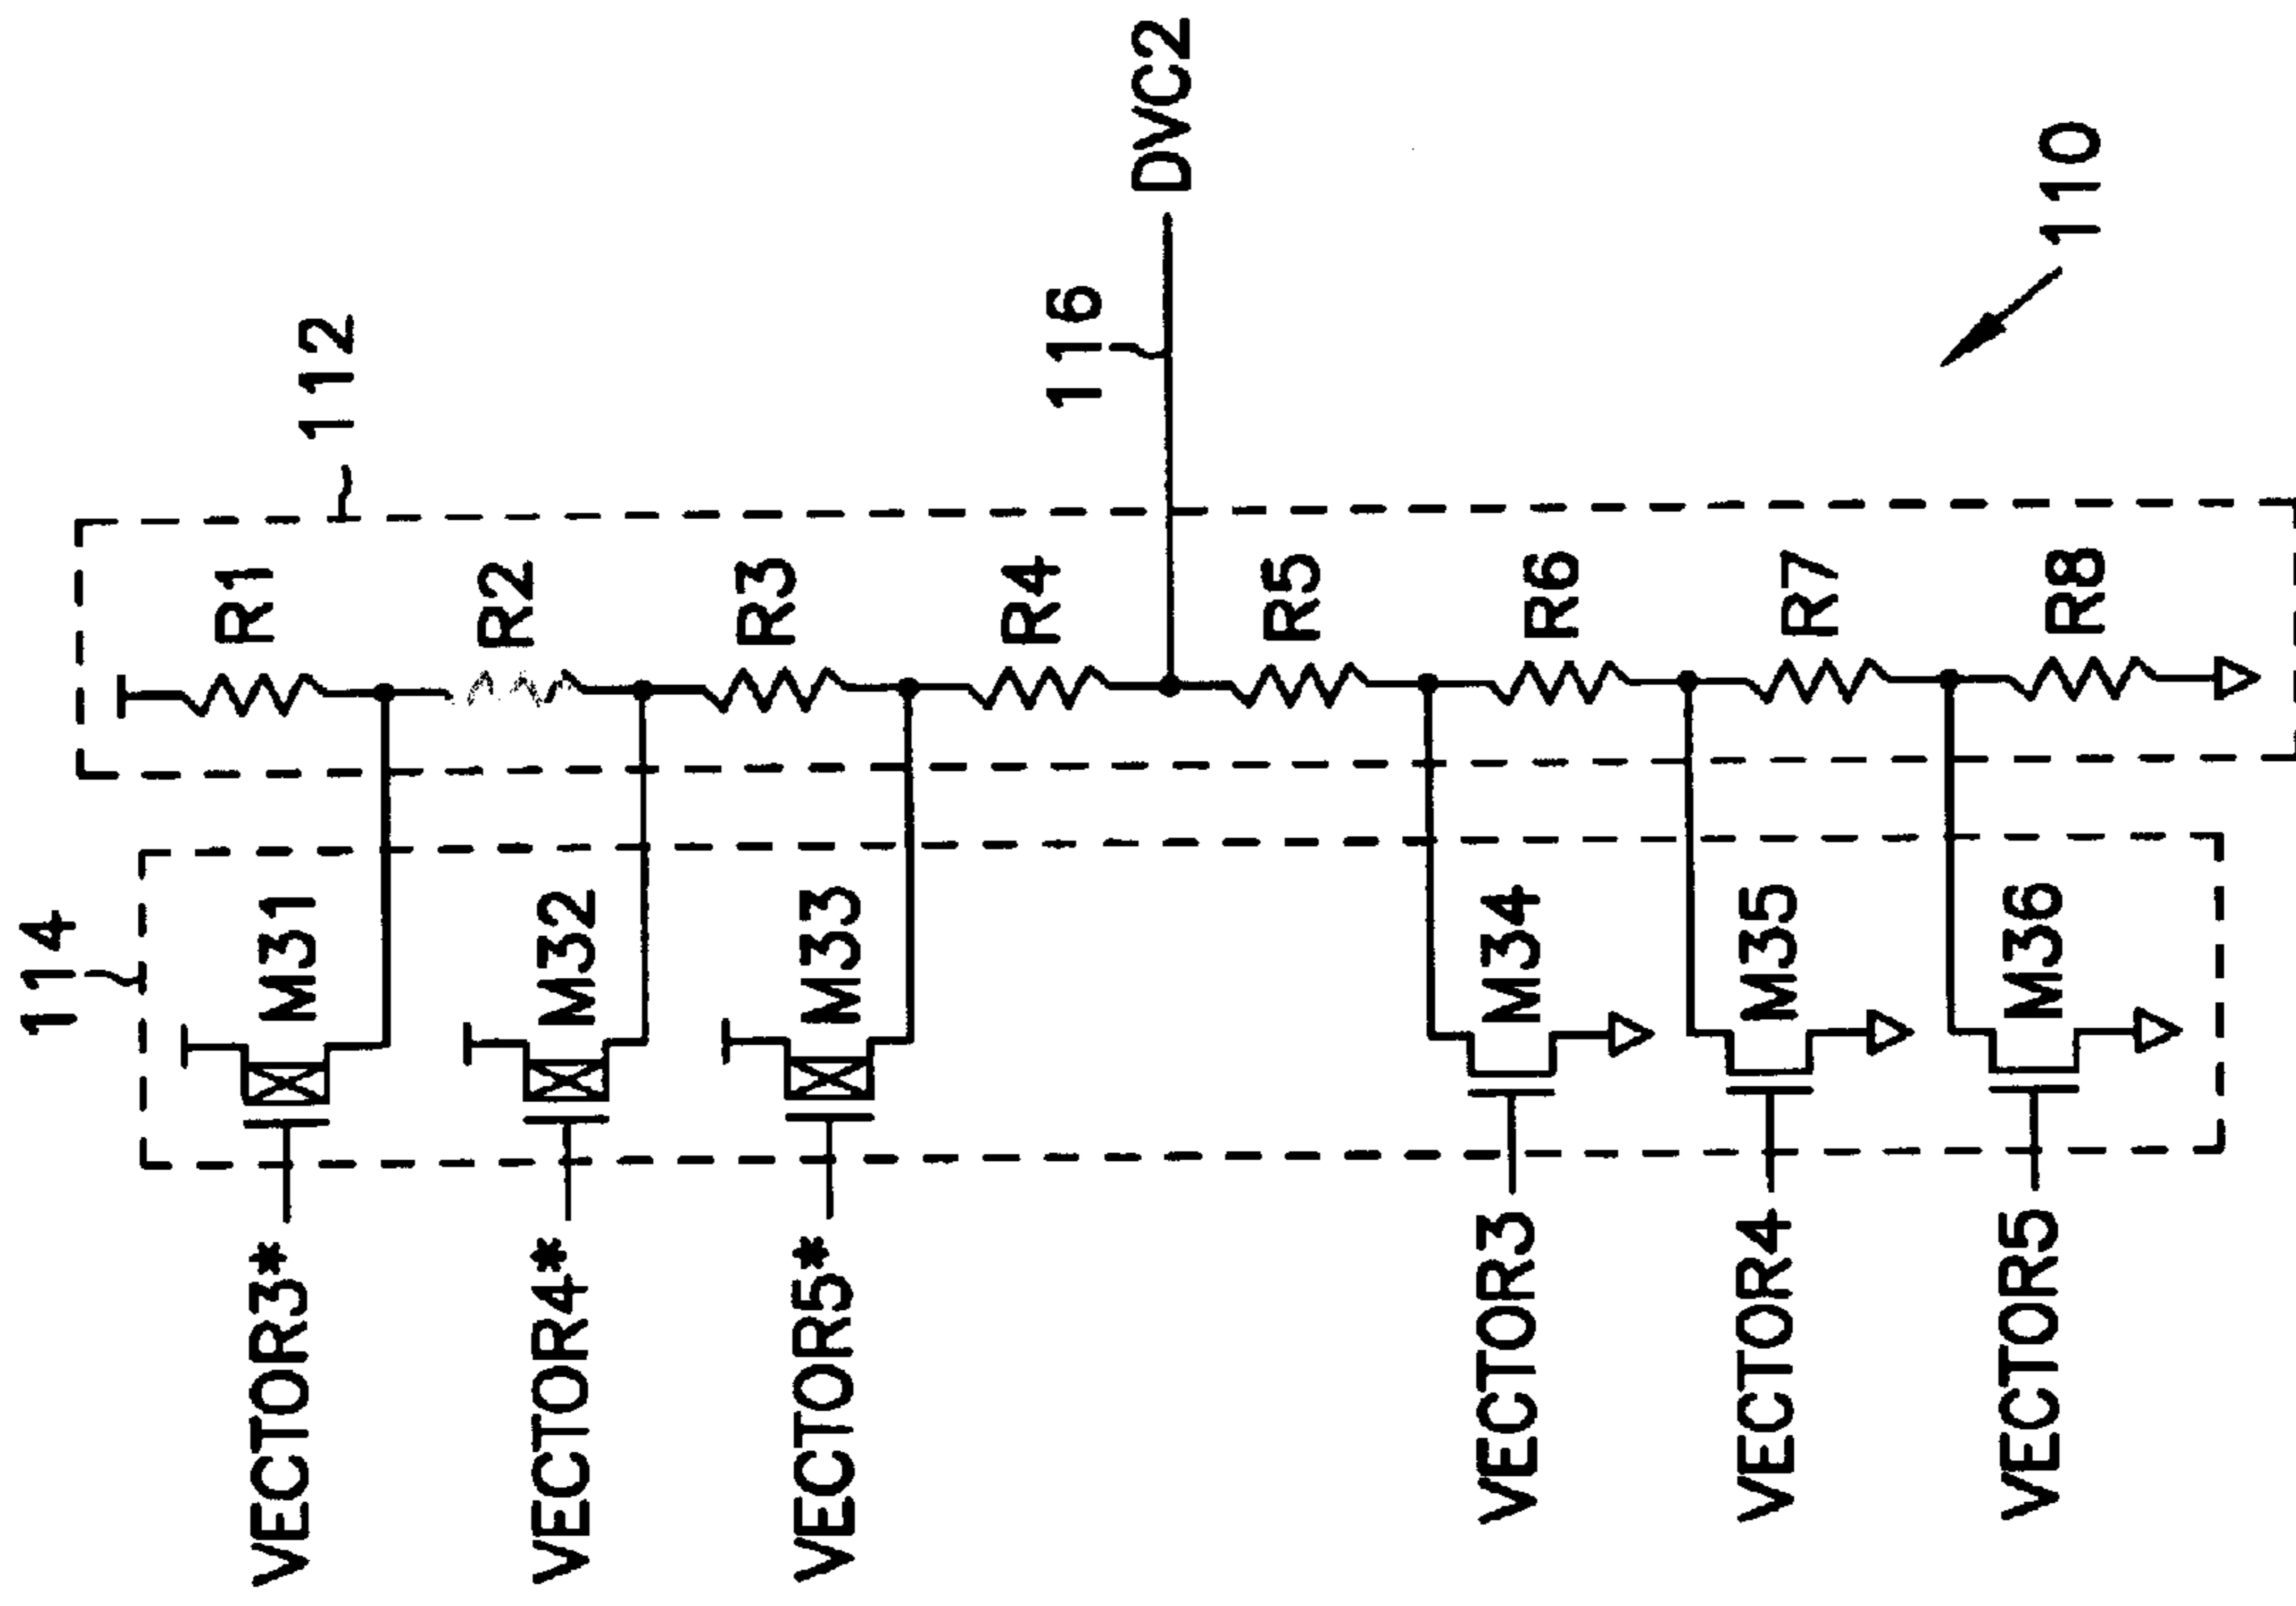 114
112
M31
R1
VECTOR3*
M32
R2
VECTOR4*
M33
R3
VECTOR5*
R4
116
DVC2
R5
M34
R6
VECTOR3
M35
R7
VECTOR4
M36
R8
VECTOR5
110